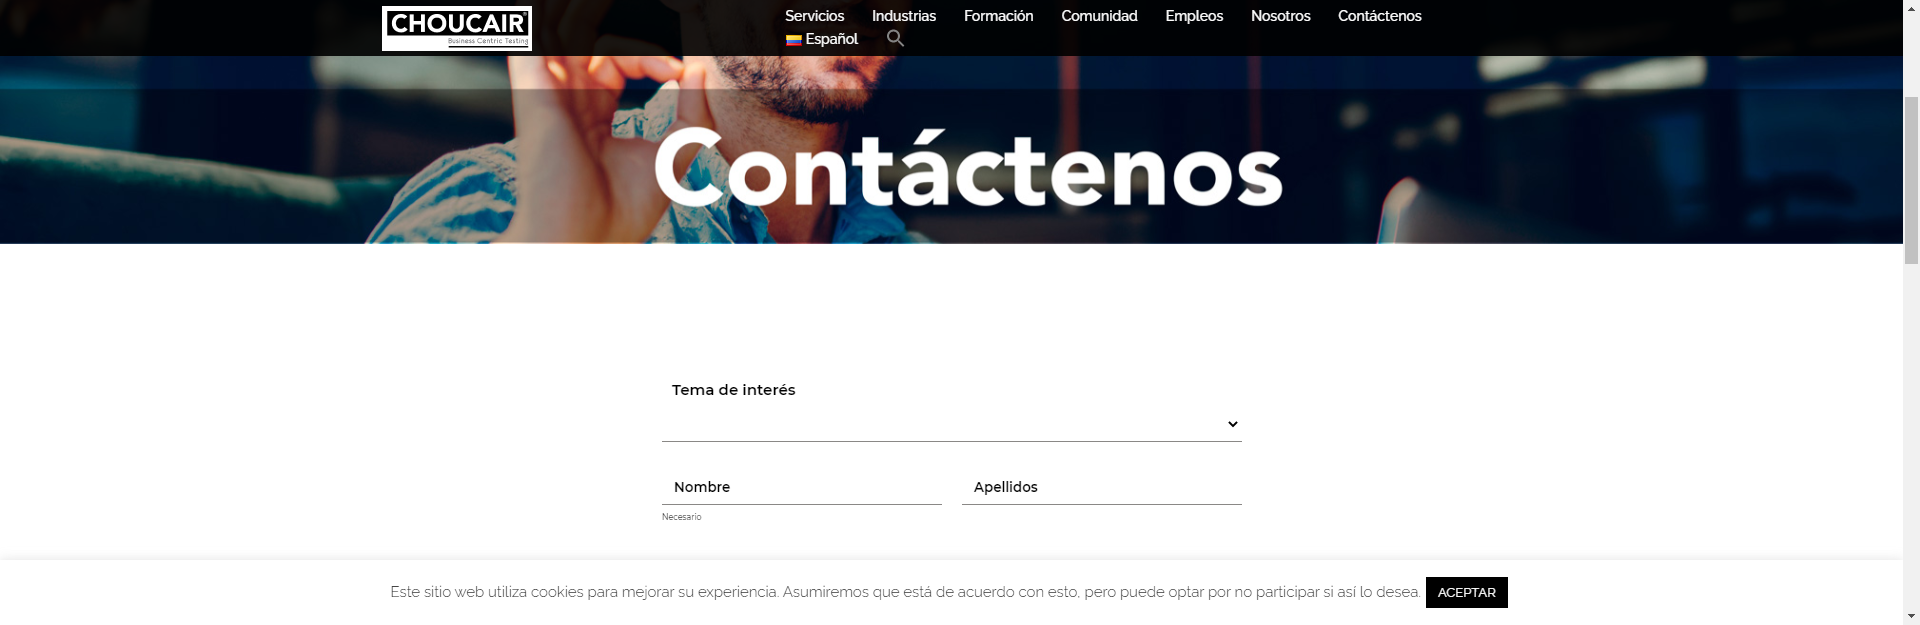 CHOUCAIR
Business Centric Testing
Servicios Industrias Formación Comunidad Empleos Nosotros Contáctenos
Español
Contáctenos
Tema de interés
Nombre Apellidos
Necesario
Este sitio web utiliza cookies para mejorar su experiencia. Asumiremos que está de acuerdo con esto, pero puede optar por no participar si así lo desea. ACEPTAR